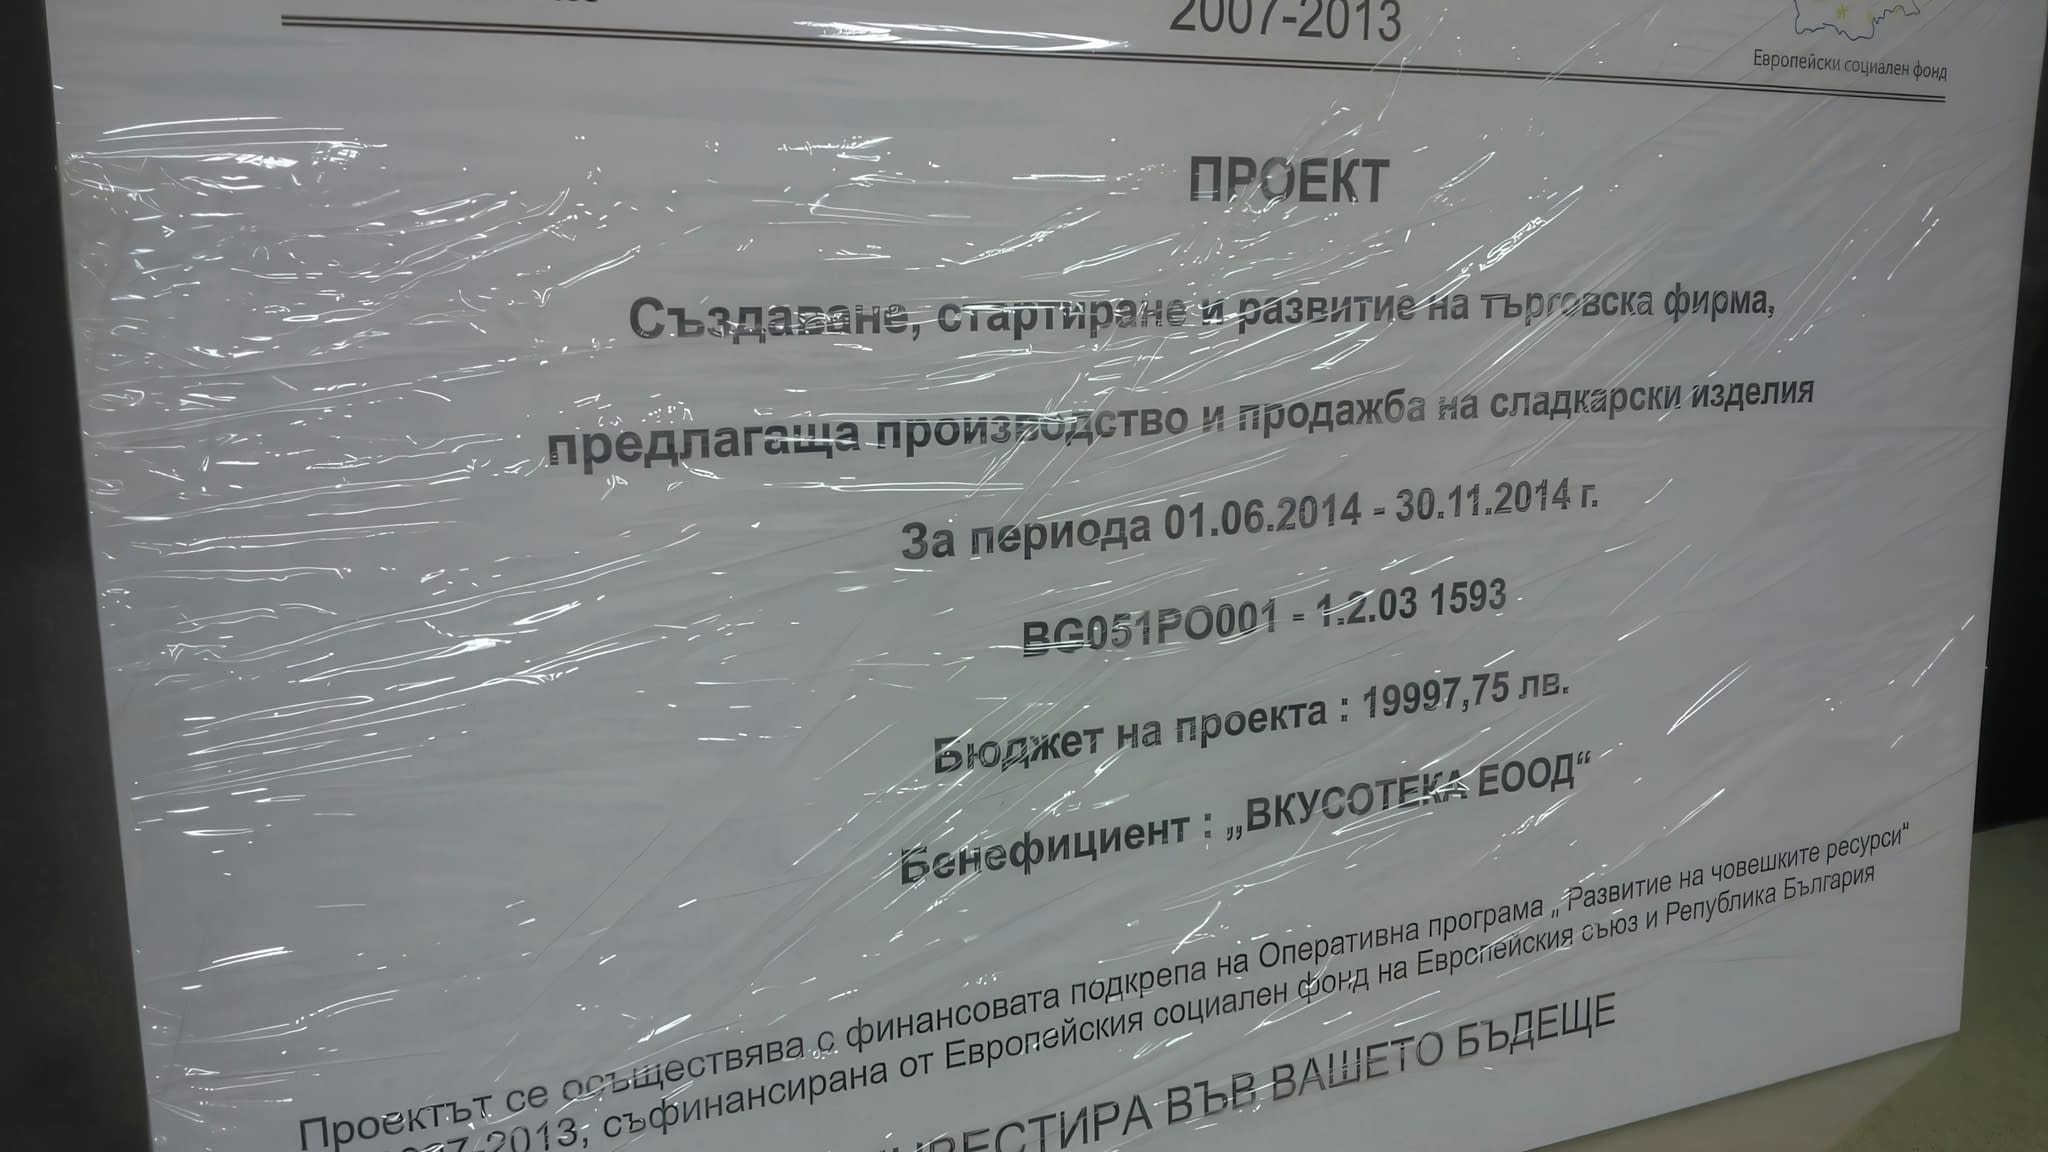 2007-2013
Европейски социален фонд
ПРОЕКТ
Създаване, стартиране и развитие на търговска фирма,
предлагаща производство и продажба на сладкарски изделия
За периода 01.06.2014 - 30.11.2014 г.
BG051PO001 - 1.2.03 1593
Бюджет на проекта : 19997,75 лв.
Бенефициент : „ВКУСОТЕКА ЕООД“
Проектът се осъществява с финансовата подкрепа на Оперативна програма „ Развитие на човешките ресурси“
2013, съфинансирана от Европейския социален фонд на Европейския съюз и Република България
ВЪВ ВАШЕТО БЪДЕЩЕ